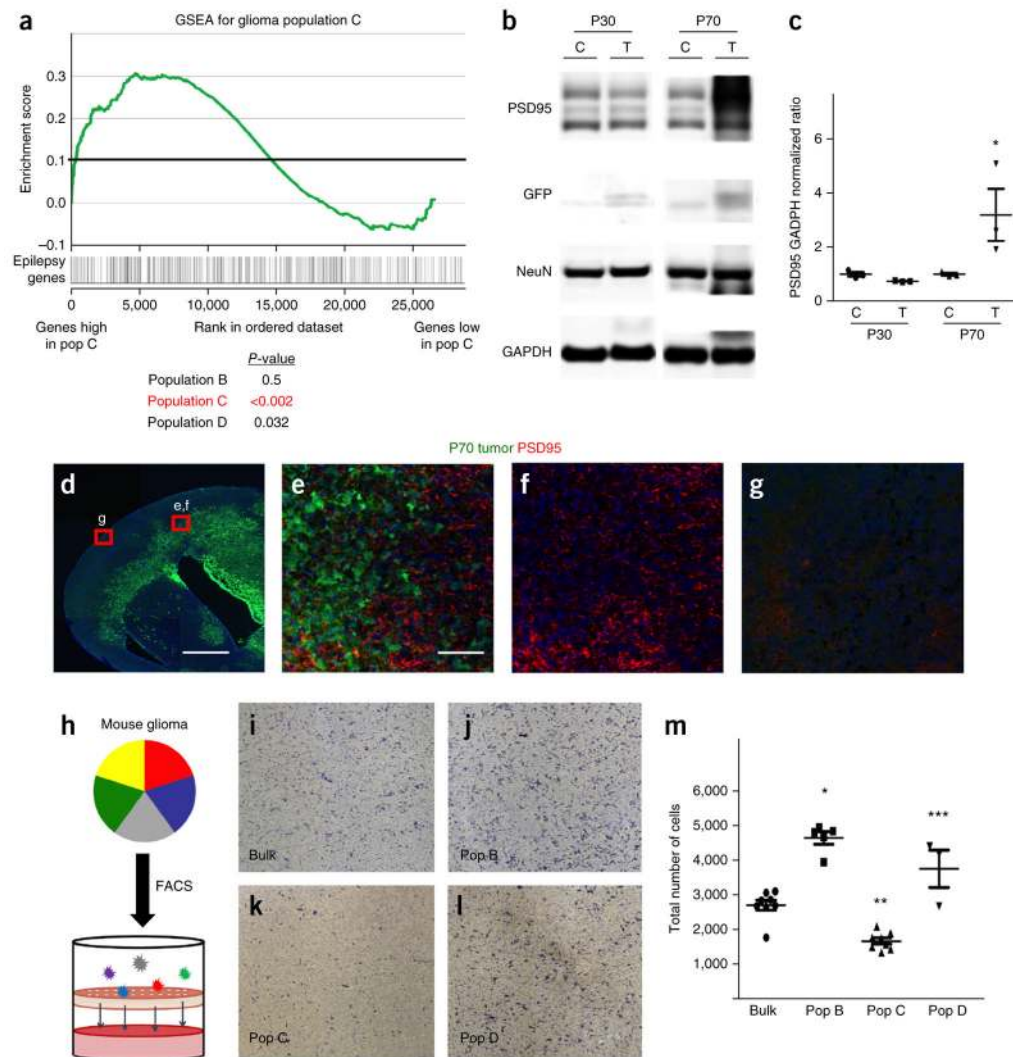 a
GSEA for glioma population C
Enrichment score
0.3
0.2
0.1
0.0
–0.1
Epilepsy
genes
0 5,000 10,000 15,000 20,000 25,000
Genes high
in pop C
Rank in ordered dataset
Genes low
in pop C
P-value
Population B 0.5
Population C <0.002
Population D 0.032
b
P30 P70
C T C T
PSD95
GFP
NeuN
GAPDH
c
PSD95 GADPH normalized ratio
6
4
2
0
*
C T C T
P30 P70
P70 tumor PSD95
d
g
e,f
e
f
g
h
Mouse glioma
FACS
i
Bulk
j
Pop B
k
Pop C
l
Pop D
m
Total number of cells
6,000
5,000
4,000
3,000
2,000
1,000
*
**
***
Bulk Pop B Pop C Pop D